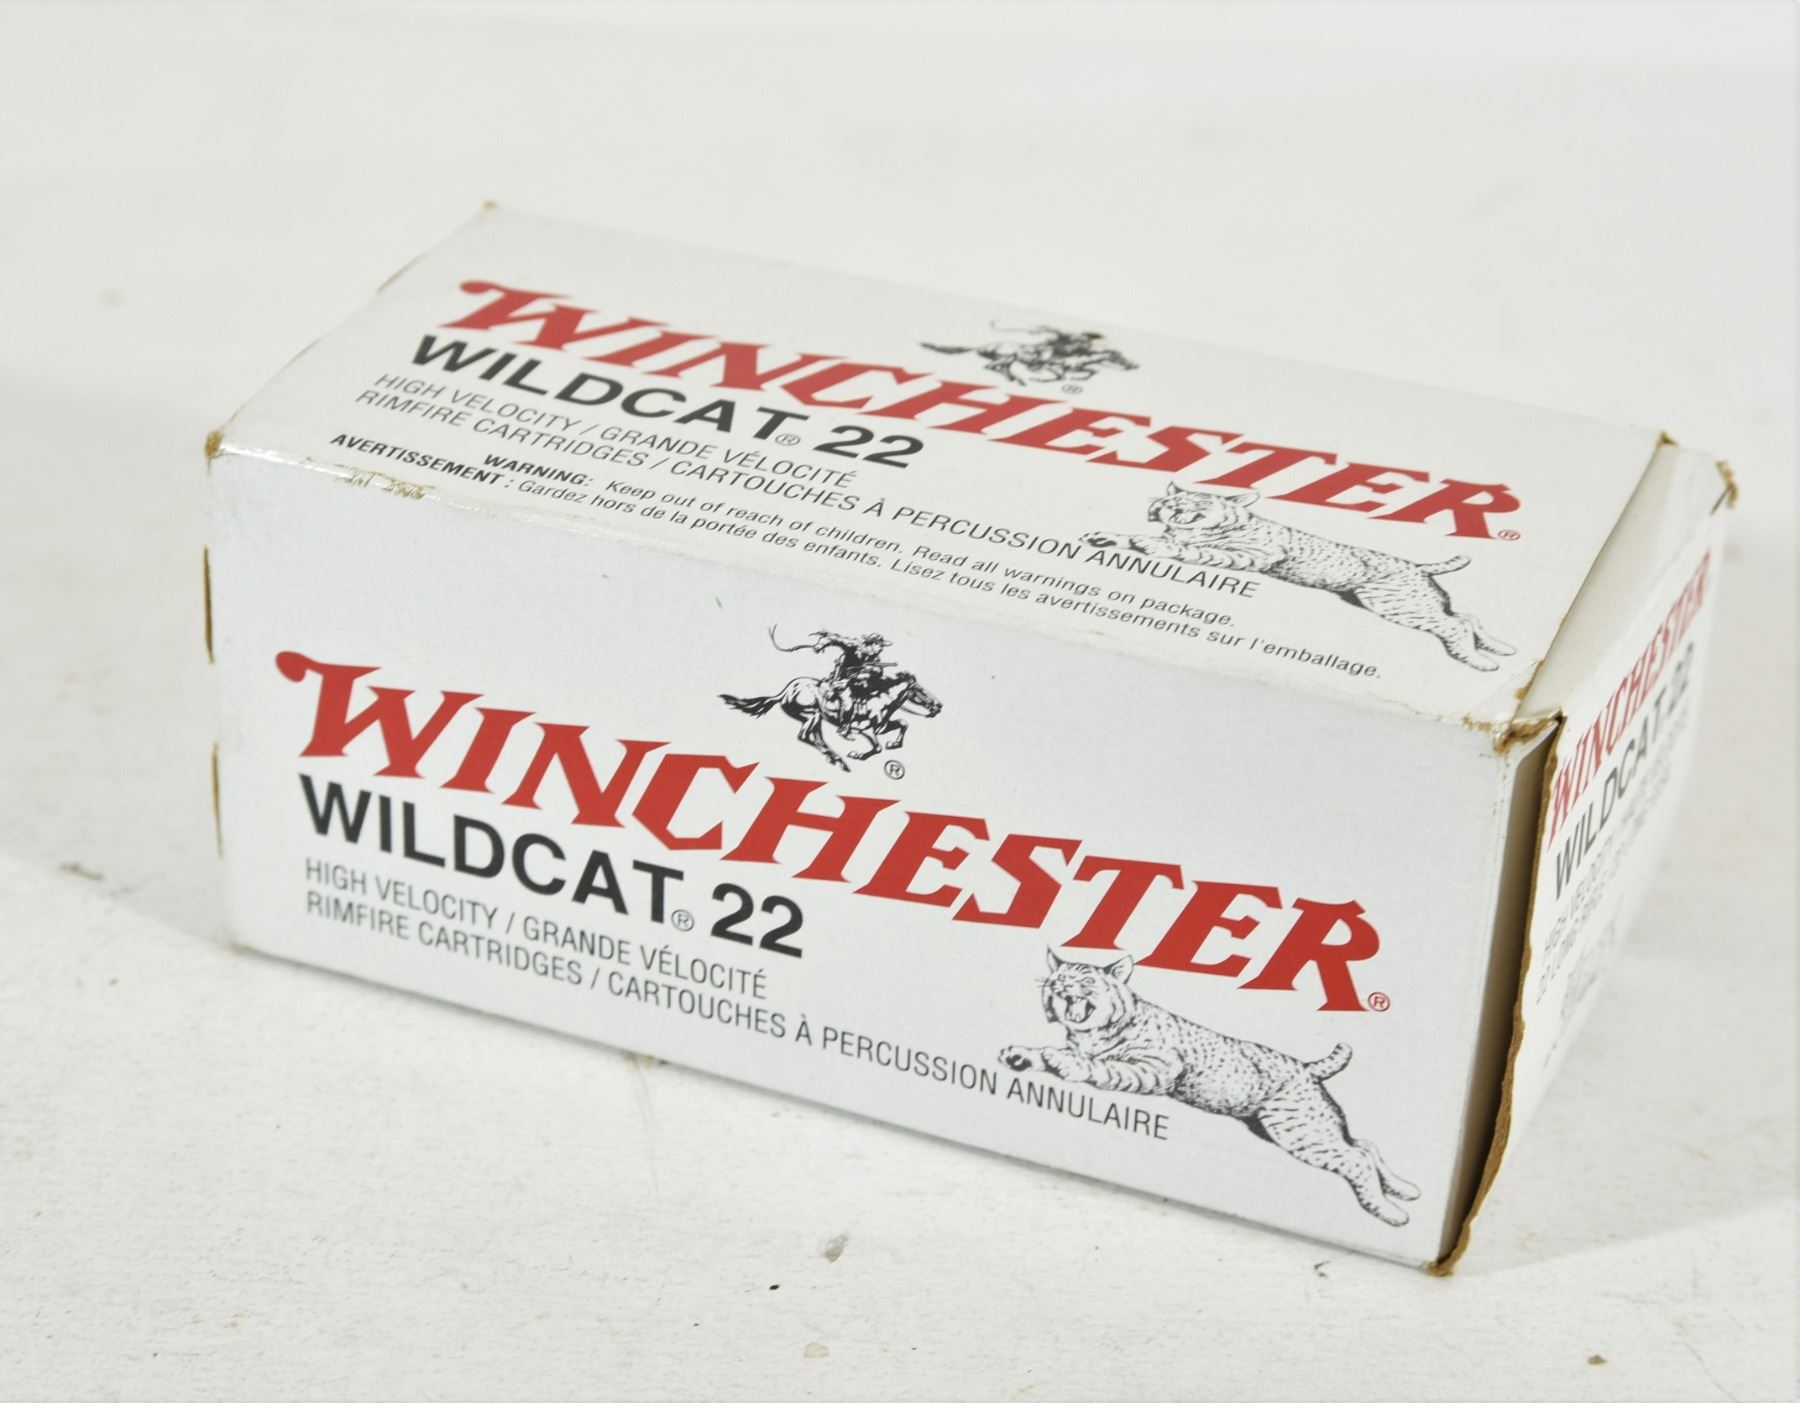 WINCHESTER®
WILDCAT® 22
HIGH VELOCITY / GRANDE VÉLOCITÉ
RIMFIRE CARTRIDGES / CARTOUCHES À PERCUSSION ANNULAIRE
WARNING: Keep out of reach of children. Read all warnings on package.
AVERTISSEMENT : Gardez hors de la portée des enfants. Lisez tous les avertissements sur l'emballage.
®
WINCHESTER®
WILDCAT® 22
HIGH VELOCITY / GRANDE VÉLOCITÉ
RIMFIRE CARTRIDGES / CARTOUCHES À PERCUSSION ANNULAIRE
®
WINCHESTER
WILDCAT 22
HIGH VELOCITY